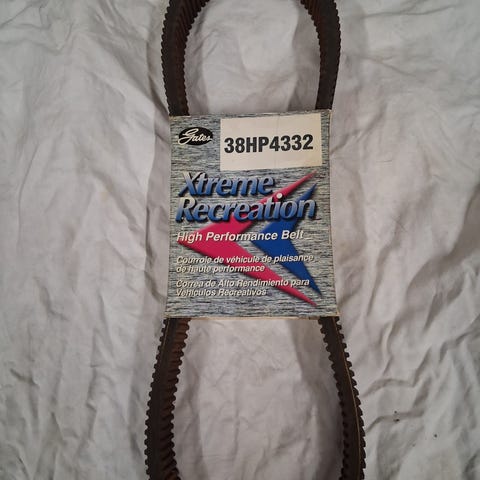 Gates
38HP4332
Xtreme
Recreation
High Performance Belt
Courroie de véhicule de plaisance
de haute performance
Correa de Alto Rendimiento para
Vehículos Recreativos